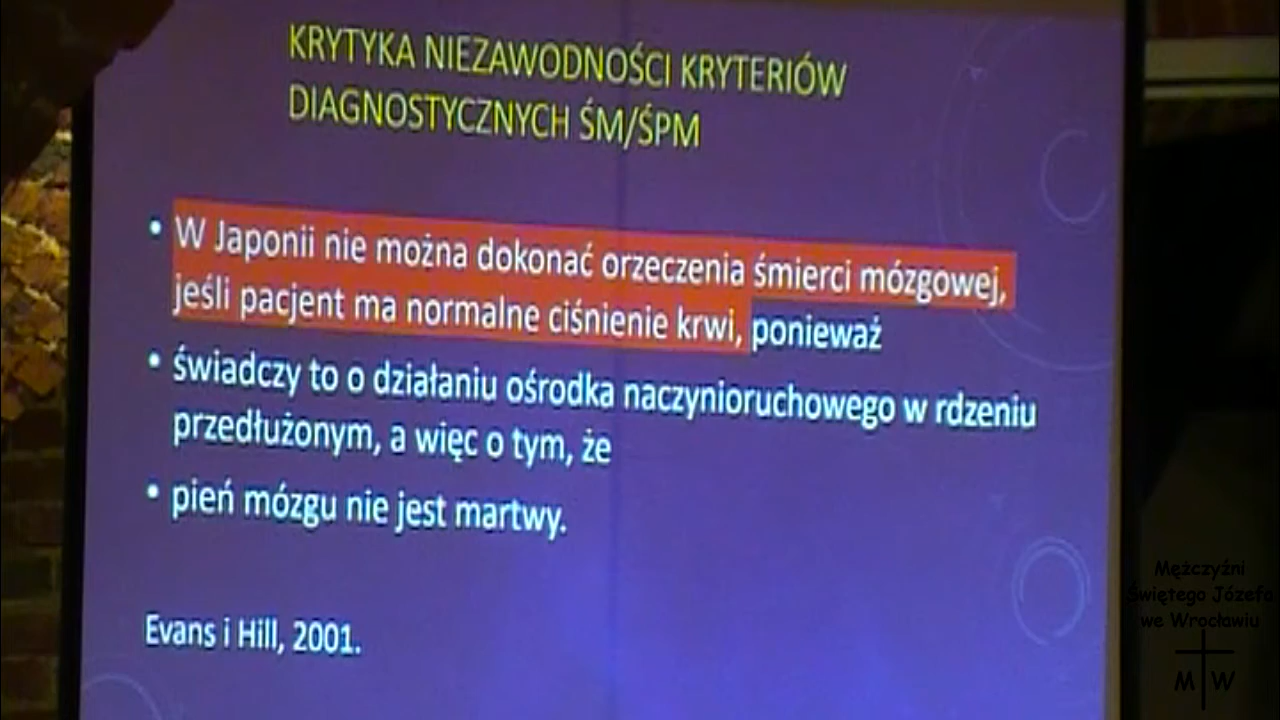 KRYTYKA NIEZAWODNOŚCI KRYTERIÓW
DIAGNOSTYCZNYCH ŚM/ŚPM
• W Japonii nie można dokonać orzeczenia śmierci mózgowej,
jeśli pacjent ma normalne ciśnienie krwi, ponieważ
• świadczy to o działaniu ośrodka naczynioruchowego w rdzeniu
przedłużonym, a więc o tym, że
• pień mózgu nie jest martwy.
Evans i Hill, 2001.
Mężczyźni
Świętego Józefa
we Wrocławiu
M W